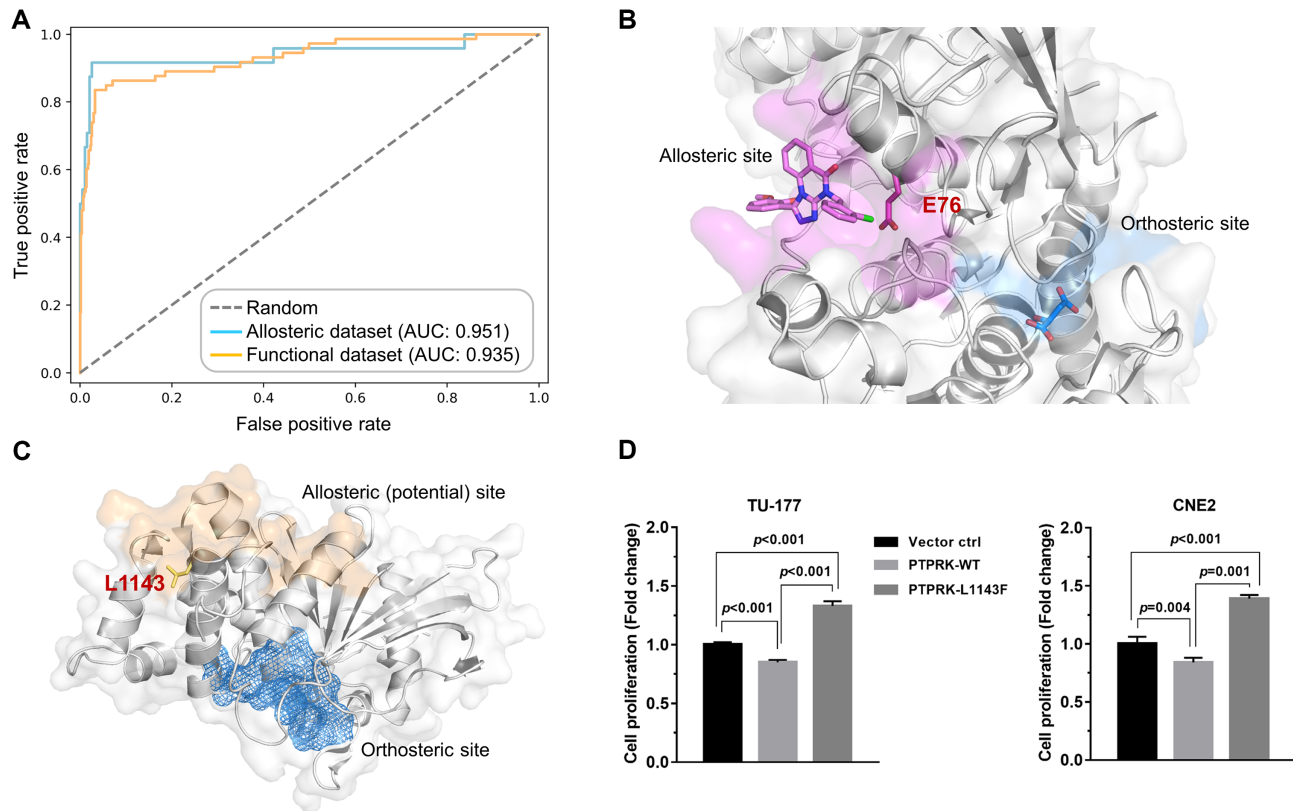 A
1.0
0.8
0.6
0.4
0.2
0.0
True positive rate
0.0
0.2
0.4
0.6
0.8
1.0
False positive rate
Random
Allosteric dataset (AUC: 0.951)
Functional dataset (AUC: 0.935)
B
Allosteric site
E76
Orthosteric site
C
Allosteric (potential) site
L1143
Orthosteric site
D
TU-177
2.0
1.5
1.0
0.5
0.0
Cell proliferation (Fold change)
p<0.001
p<0.001
p<0.001
Vector ctrl
PTPRK-WT
PTPRK-L1143F
CNE2
2.0
1.5
1.0
0.5
0.0
Cell proliferation (Fold change)
p<0.001
p=0.001
p=0.004